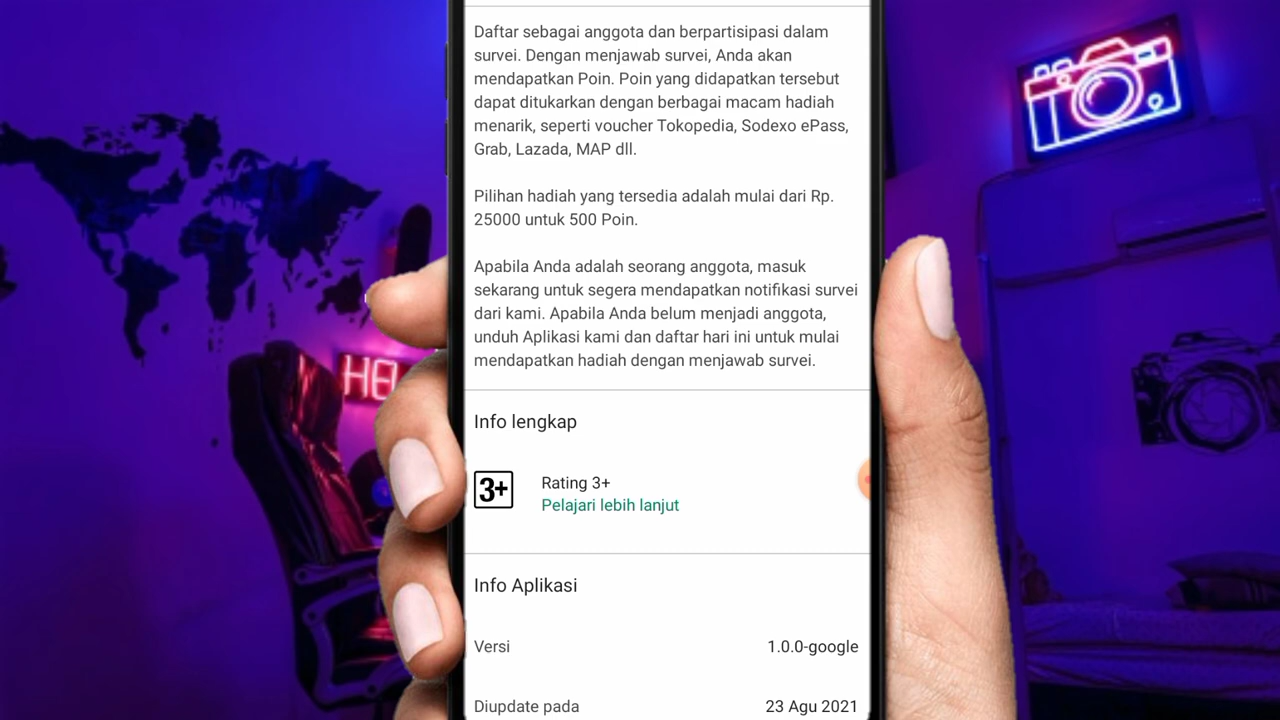 Daftar sebagai anggota dan berpartisipasi dalam
survei. Dengan menjawab survei, Anda akan
mendapatkan Poin. Poin yang didapatkan tersebut
dapat ditukarkan dengan berbagai macam hadiah
menarik, seperti voucher Tokopedia, Sodexo ePass,
Grab, Lazada, MAP dll.
Pilihan hadiah yang tersedia adalah mulai dari Rp.
25000 untuk 500 Poin.
Apabila Anda adalah seorang anggota, masuk
sekarang untuk segera mendapatkan notifikasi survei
dari kami. Apabila Anda belum menjadi anggota,
unduh Aplikasi kami dan daftar hari ini untuk mulai
mendapatkan hadiah dengan menjawab survei.
Info lengkap
3+
Rating 3+
Pelajari lebih lanjut
Info Aplikasi
Versi 1.0.0-google
Diupdate pada 23 Agu 2021